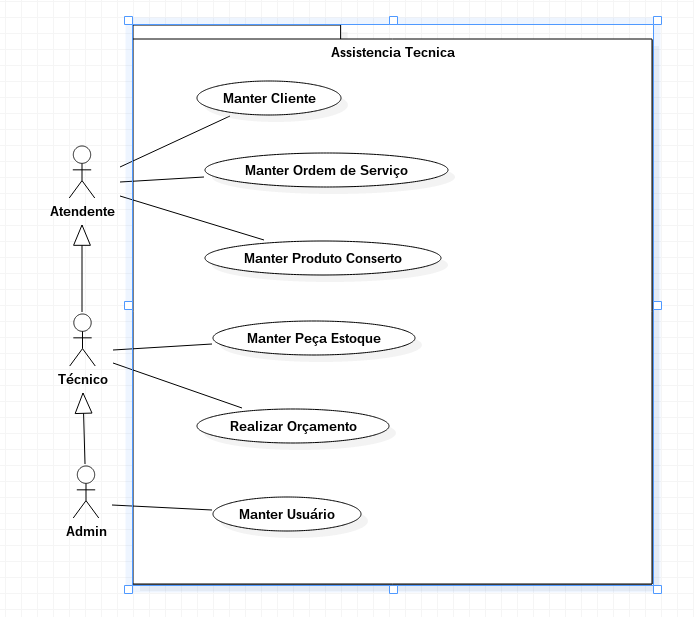 Assistencia Tecnica
Manter Cliente
Manter Ordem de Serviço
Atendente
Manter Produto Conserto
Manter Peça Estoque
Técnico
Realizar Orçamento
Manter Usuário
Admin